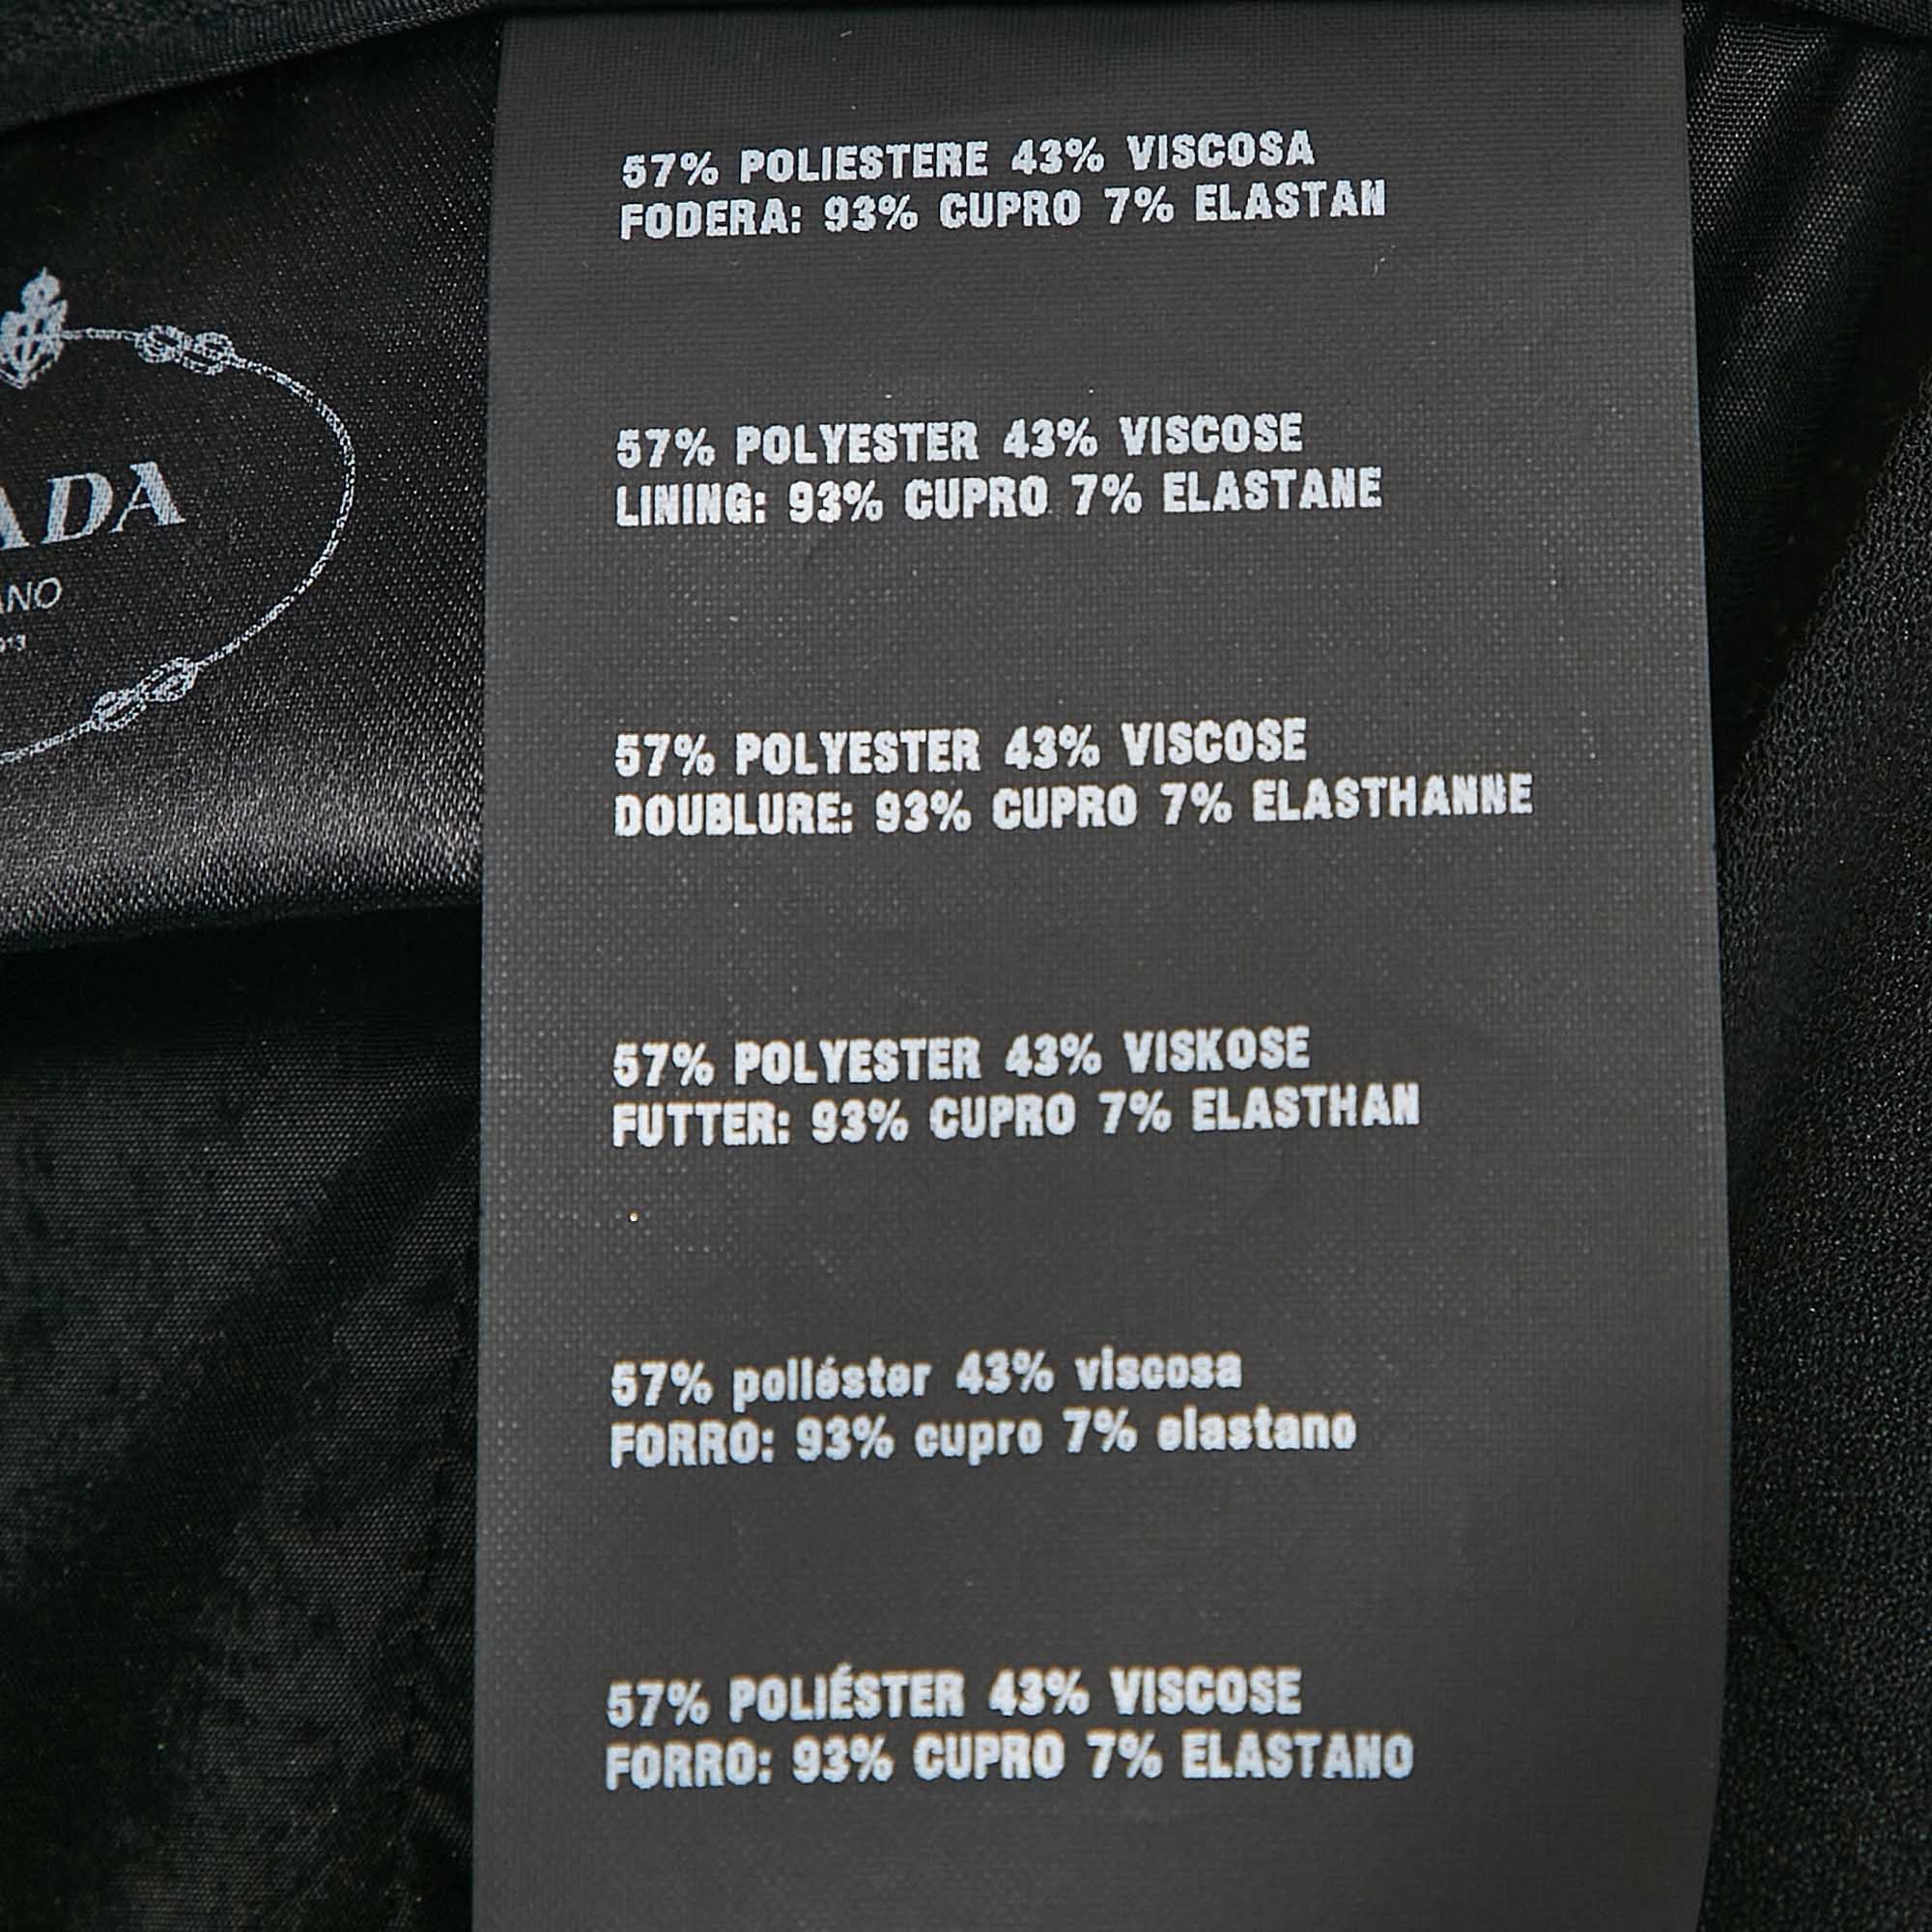 57% POLIESTERE 43% VISCOSA
FODERA: 93% CUPRO 7% ELASTAN
57% POLYESTER 43% VISCOSE
LINING: 93% CUPRO 7% ELASTANE
57% POLYESTER 43% VISCOSE
DOUBLURE: 93% CUPRO 7% ELASTHANNE
57% POLYESTER 43% VISKOSE
FUTTER: 93% CUPRO 7% ELASTHAN
57% poliéster 43% viscosa
FORRO: 93% cupro 7% elastano
57% POLIÉSTER 43% VISCOSE
FORRO: 93% CUPRO 7% ELASTANO
ADA
ANO
13